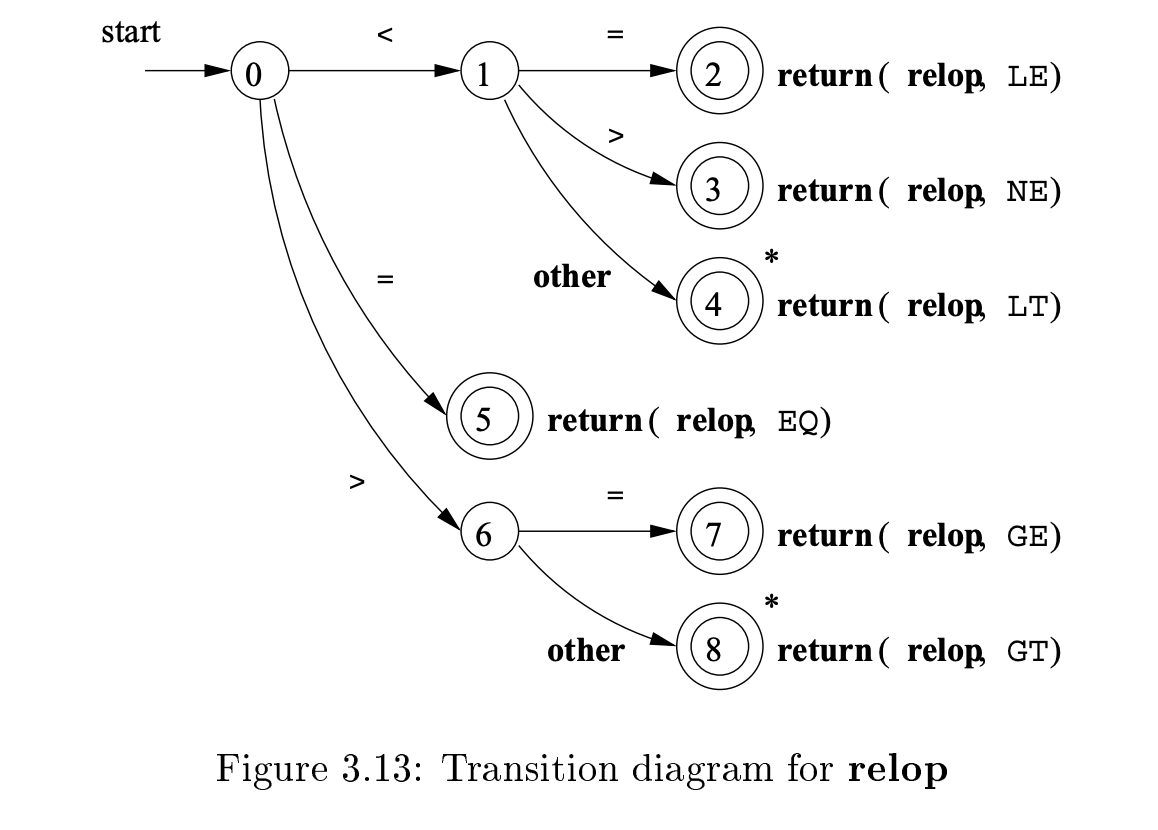 start
< =
0 1 2 return( relop, LE)
>
3 return( relop, NE)
*
= other 4 return( relop, LT)
5 return( relop, EQ)
> =
6 7 return( relop, GE)
*
other 8 return( relop, GT)
Figure 3.13: Transition diagram for relop